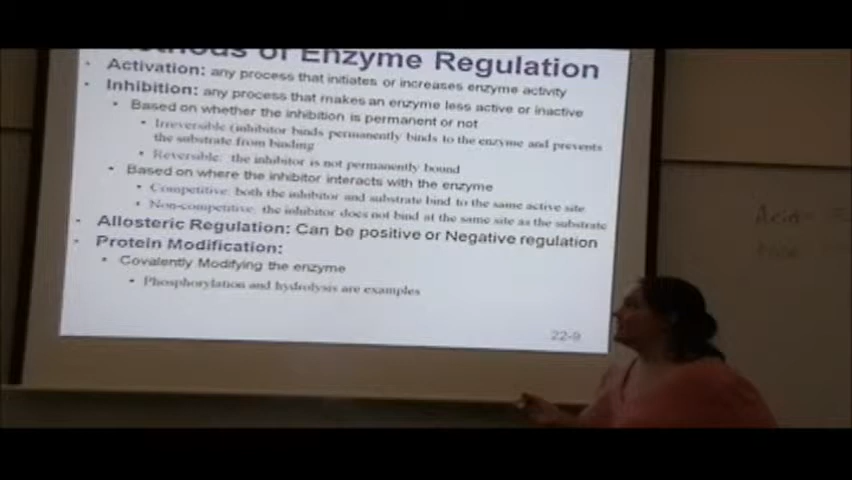 Methods of Enzyme Regulation
Activation: any process that initiates or increases enzyme activity
Inhibition: any process that makes an enzyme less active or inactive
Based on whether the inhibition is permanent or not
Irreversible (inhibitor binds permanently binds to the enzyme and prevents
the substrate from binding
Reversible: the inhibitor is not permanently bound
Based on where the inhibitor interacts with the enzyme
Competitive: both the inhibitor and substrate bind to the same active site
Non-competitive: the inhibitor does not bind at the same site as the substrate
Allosteric Regulation: Can be positive or Negative regulation
Protein Modification:
Covalently Modifying the enzyme
Phosphorylation and hydrolysis are examples
22-9
Acid